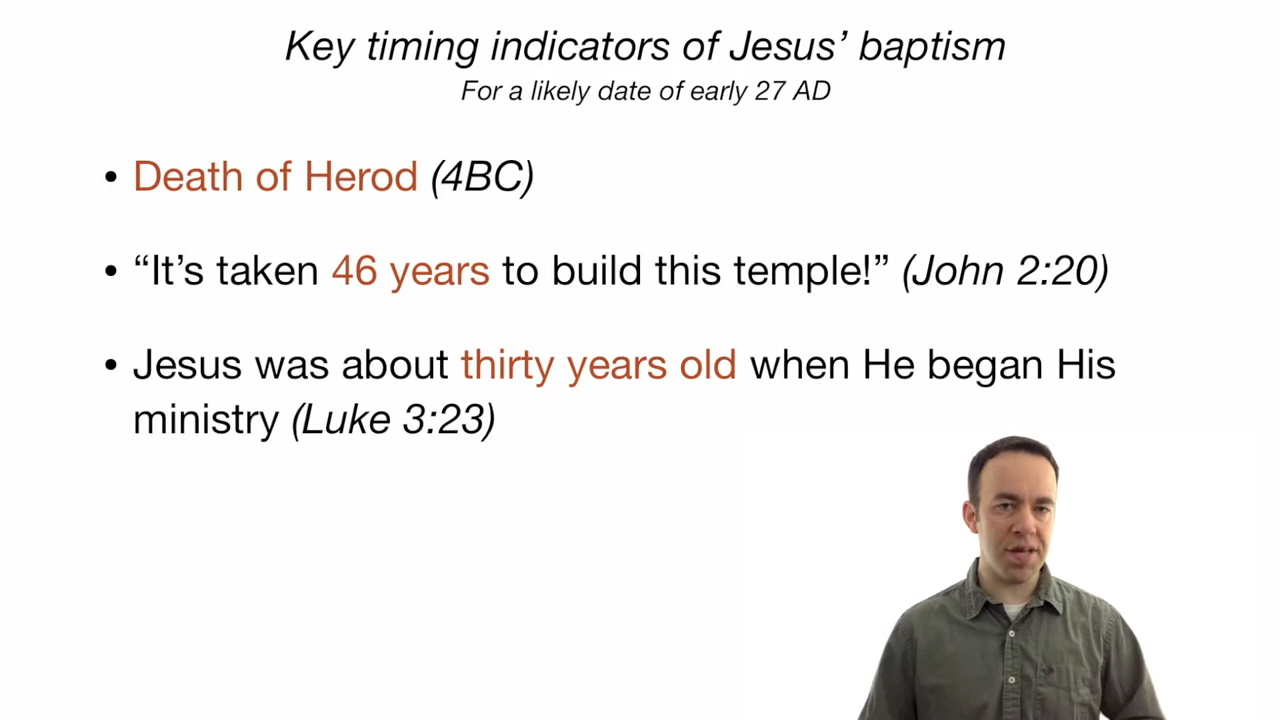 Key timing indicators of Jesus’ baptism
For a likely date of early 27 AD
• Death of Herod (4BC)
• “It’s taken 46 years to build this temple!” (John 2:20)
• Jesus was about thirty years old when He began His
ministry (Luke 3:23)